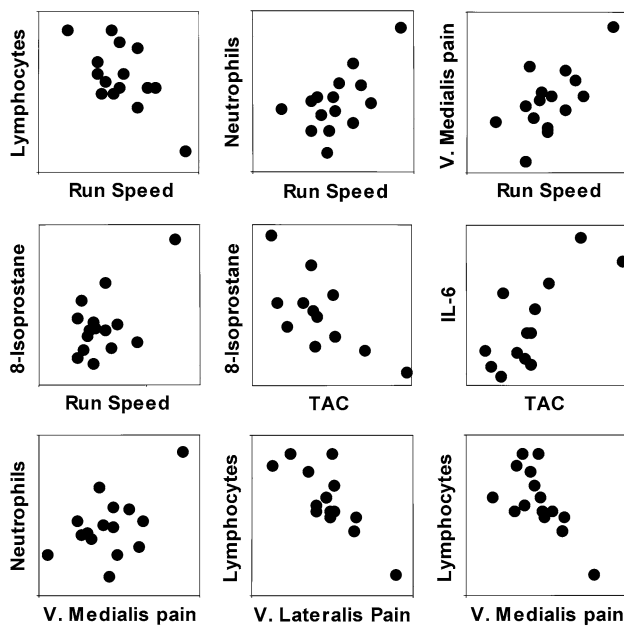 Lymphocytes
Run Speed
Neutrophils
Run Speed
V. Medialis pain
Run Speed
8-Isoprostane
Run Speed
8-Isoprostane
TAC
IL-6
TAC
Neutrophils
V. Medialis pain
Lymphocytes
V. Lateralis Pain
Lymphocytes
V. Medialis pain